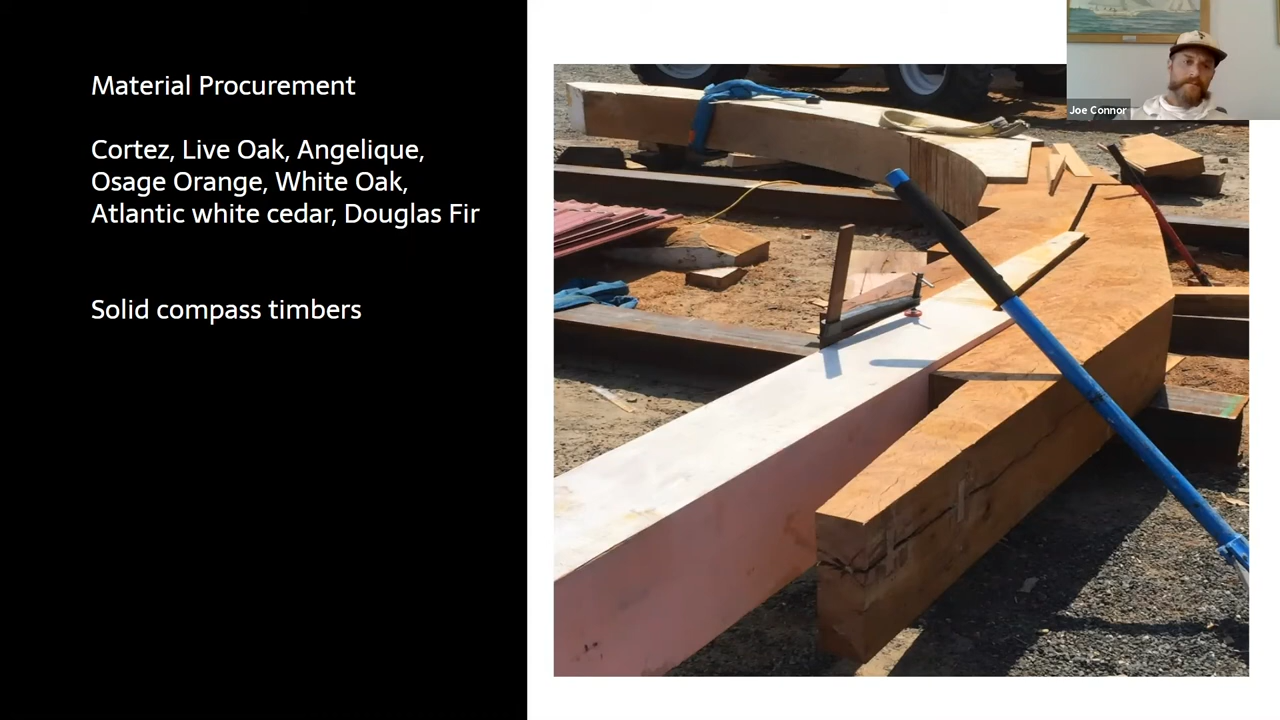 Material Procurement
Cortez, Live Oak, Angelique,
Osage Orange, White Oak,
Atlantic white cedar, Douglas Fir
Solid compass timbers
Joe Connor